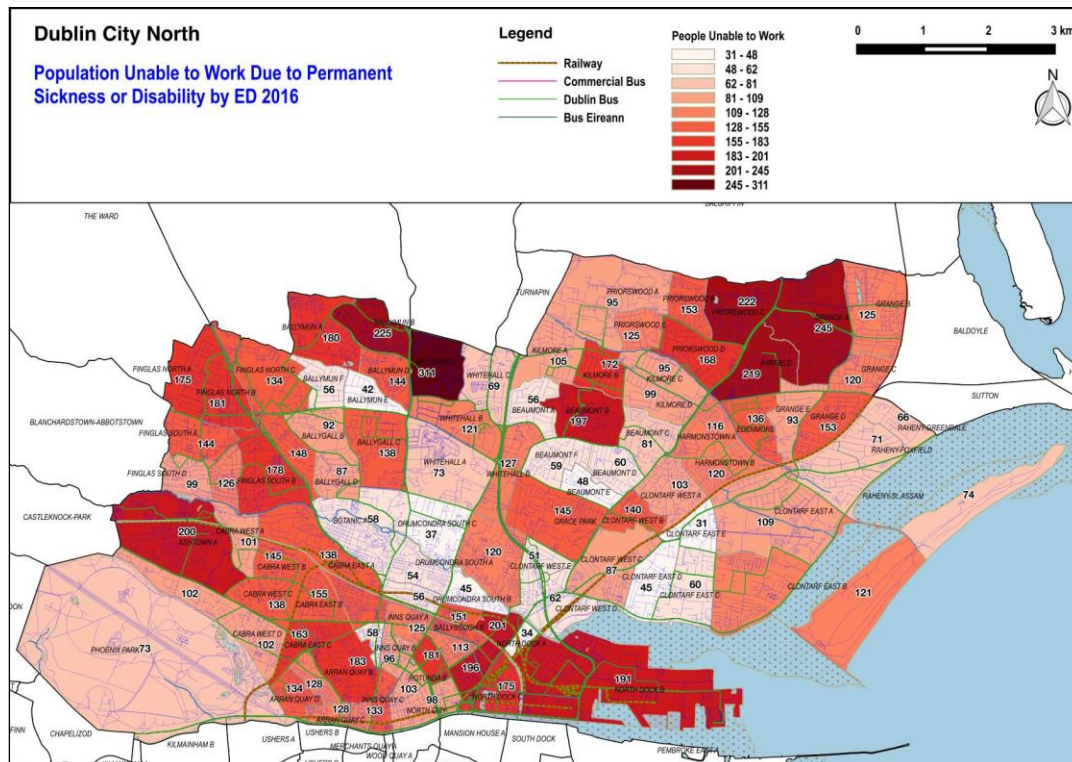 Dublin City North
Population Unable to Work Due to Permanent
Sickness or Disability by ED 2016
Legend
Railway
Commercial Bus
Dublin Bus
Bus Eireann
People Unable to Work
31 - 48
48 - 62
62 - 81
81 - 109
109 - 128
128 - 155
155 - 183
183 - 201
201 - 245
245 - 311
0 1 2 3 km
N
THE WARD
TURNAPIN
PRIORSWOOD A
95
PRIORSWOOD B
153
222
PRIORSWOOD C
GRANGE A
245
GRANGE B
125
BALDOYLE
BALLYMUN A
180
BALLYMUN B
225
311
PRIORSWOOD E
125
PRIORSWOOD D
168
AYRFIELD
219
GRANGE C
120
SUTTON
FINGLAS NORTH A
175
FINGLAS NORTH B
181
FINGLAS NORTH C
134
BALLYMUN F
56
42
BALLYMUN E
BALLYMUN D
144
WHITEHALL C
69
KILMORE A
105
172
KILMORE B
95
KILMORE C
99
KILMORE D
56
BEAUMONT A
BEAUMONT B
197
BLANCHARDSTOWN-ABBOTSTOWN
FINGLAS SOUTH A
144
148
92
BALLYGALL B
BALLYGALL C
138
WHITEHALL B
121
BEAUMONT C
81
116
HARMONSTOWN A
136
EDENMORE
GRANGE E
93
GRANGE D
153
66
RAHENY-GREENDALE
71
RAHENY-FOXFIELD
FINGLAS SOUTH D
99
126
178
FINGLAS SOUTH B
87
BALLYGALL D
WHITEHALL A
73
127
WHITEHALL D
BEAUMONT F
59
60
BEAUMONT D
48
BEAUMONT E
HARMONSTOWN B
120
103
CLONTARF WEST A
RAHENY-ST. ASSAM
74
CASTLEKNOCK-PARK
200
ASHTOWN A
CABRA WEST A
101
BOTANIC A
58
DRUMCONDRA SOUTH C
37
145
GRACE PARK
140
CLONTARF WEST B
31
CLONTARF EAST E
CLONTARF EAST A
109
145
CABRA WEST B
138
CABRA EAST A
120
DRUMCONDRA SOUTH A
51
CLONTARF WEST E
CLONTARF WEST C
87
CLONTARF EAST D
45
60
CLONTARF EAST C
CLONTARF EAST B
121
102
CABRA WEST C
138
155
CABRA EAST B
54
56
45
DRUMCONDRA SOUTH B
62
CLONTARF WEST D
PHOENIX PARK
73
CABRA WEST D
102
163
CABRA EAST C
58
INNS QUAY A
125
151
BALLYBOUGH B
201
34
NORTH DOCK A
183
ARRAN QUAY B
INNS QUAY B
96
181
ROTUNDA B
113
196
175
NORTH DOCK C
191
NORTH DOCK B
134
ARRAN QUAY D
128
128
ARRAN QUAY C
INNS QUAY C
103
133
98
NORTH CITY
CHAPELIZOD
KILMAINHAM B
USHERS A
USHERS B
MERCHANTS QUAY A
WOOD QUAY A
MANSION HOUSE A
SOUTH DOCK
PEMBROKE EAST A